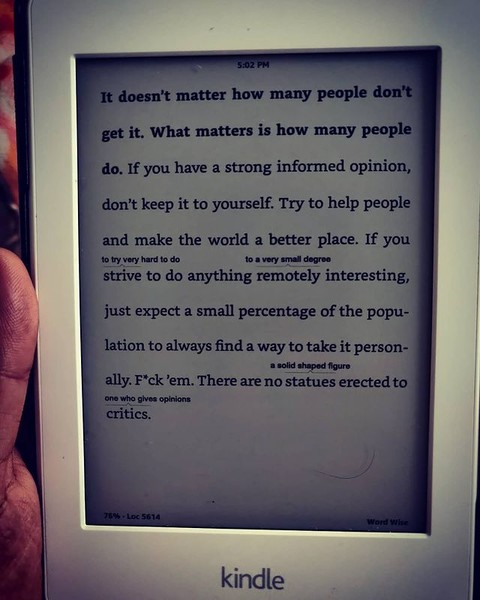 5:02 PM
It doesn't matter how many people don't
get it. What matters is how many people
do. If you have a strong informed opinion,
don't keep it to yourself. Try to help people
and make the world a better place. If you
to try very hard to do to a very small degree
strive to do anything remotely interesting,
just expect a small percentage of the popu-
lation to always find a way to take it person-
a solid shaped figure
ally. F*ck 'em. There are no statues erected to
one who gives opinions
critics.
76% · Loc 5614 Word Wise
kindle